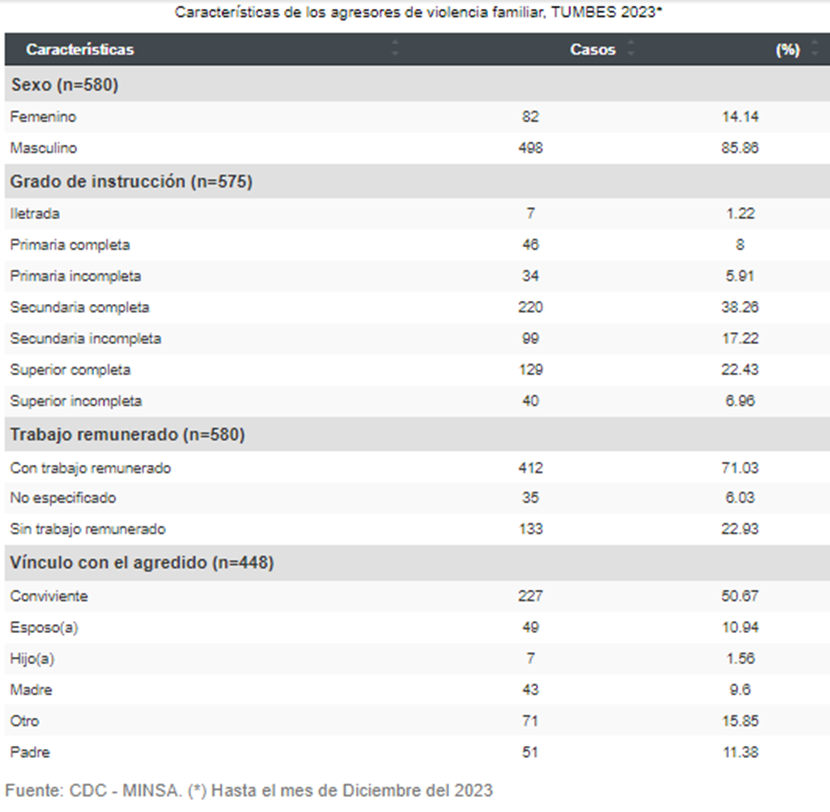 Características de los agresores de violencia familiar, TUMBES 2023*
Características Casos (%)
Sexo (n=580)
Femenino 82 14.14
Masculino 498 85.86
Grado de instrucción (n=575)
Iletrada 7 1.22
Primaria completa 46 8
Primaria incompleta 34 5.91
Secundaria completa 220 38.26
Secundaria incompleta 99 17.22
Superior completa 129 22.43
Superior incompleta 40 6.96
Trabajo remunerado (n=580)
Con trabajo remunerado 412 71.03
No especificado 35 6.03
Sin trabajo remunerado 133 22.93
Vínculo con el agredido (n=448)
Conviviente 227 50.67
Esposo(a) 49 10.94
Hijo(a) 7 1.56
Madre 43 9.6
Otro 71 15.85
Padre 51 11.38
Fuente: CDC - MINSA. (*) Hasta el mes de Diciembre del 2023